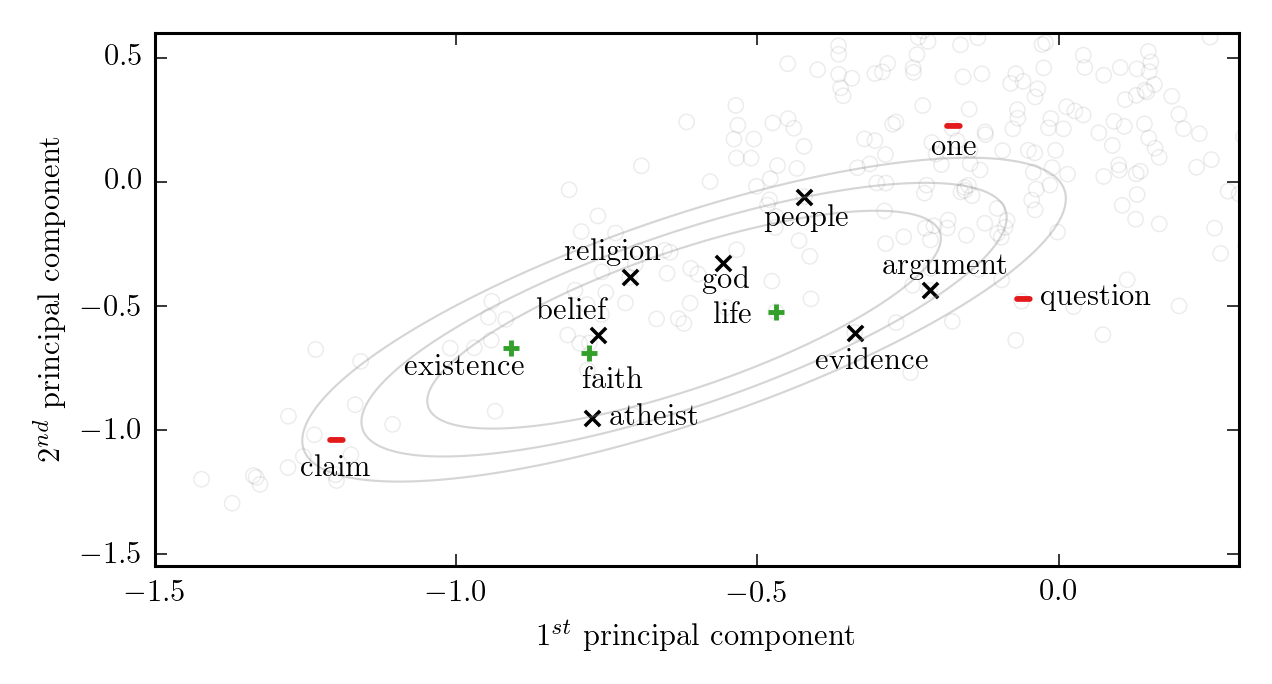 0.5
0.0
−0.5
−1.0
−1.5
2nd principal component
one
people
religion
god
argument
life
question
belief
evidence
existence
faith
atheist
claim
−1.5
−1.0
−0.5
0.0
1st principal component